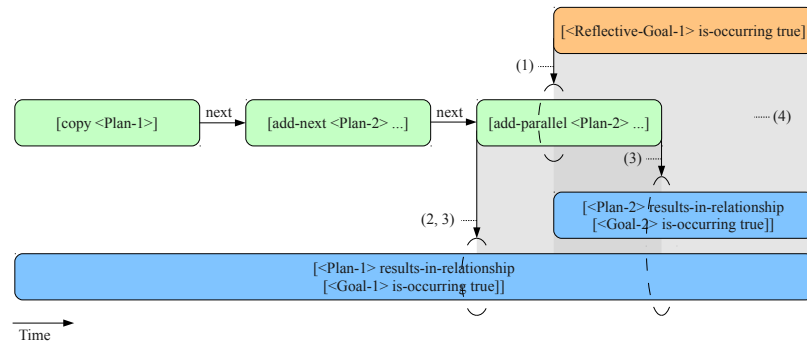 [<Reflective-Goal-1> is-occurring true]
(1)
[copy <Plan-1>]
next
[add-next <Plan-2> ...]
next
[add-parallel <Plan-2> ...]
(4)
(3)
[<Plan-2> results-in-relationship
[<Goal-2> is-occurring true]]
(2, 3)
[<Plan-1> results-in-relationship
[<Goal-1> is-occurring true]]
Time